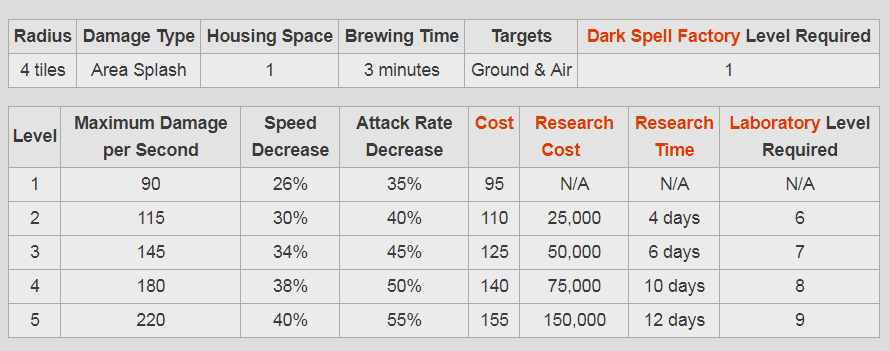 Radius Damage Type Housing Space Brewing Time Targets Dark Spell Factory Level Required
4 tiles Area Splash 1 3 minutes Ground & Air 1
Level Maximum Damage per Second Speed Decrease Attack Rate Decrease Cost Research Cost Research Time Laboratory Level Required
1 90 26% 35% 95 N/A N/A N/A
2 115 30% 40% 110 25,000 4 days 6
3 145 34% 45% 125 50,000 6 days 7
4 180 38% 50% 140 75,000 10 days 8
5 220 40% 55% 155 150,000 12 days 9